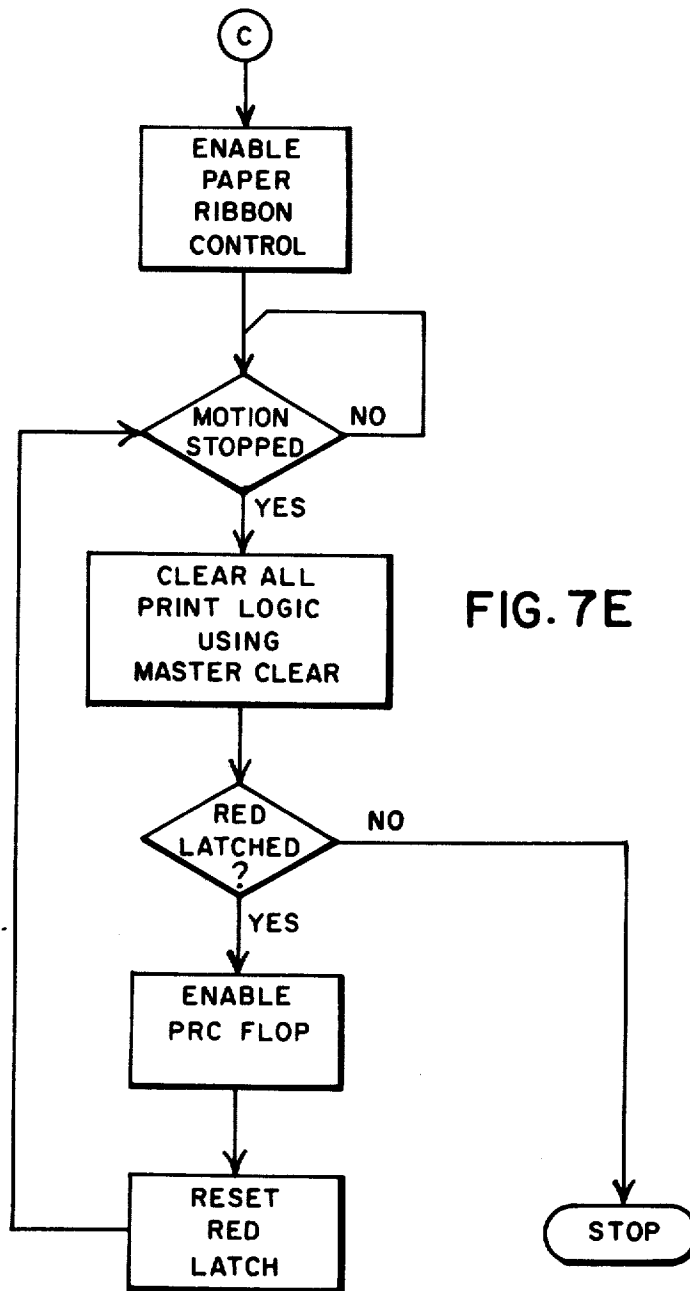 C
ENABLE
PAPER
RIBBON
CONTROL
MOTION
STOPPED
NO
YES
CLEAR ALL
PRINT LOGIC
USING
MASTER CLEAR
FIG. 7E
RED
LATCHED
?
NO
YES
ENABLE
PRC FLOP
RESET
RED
LATCH
STOP